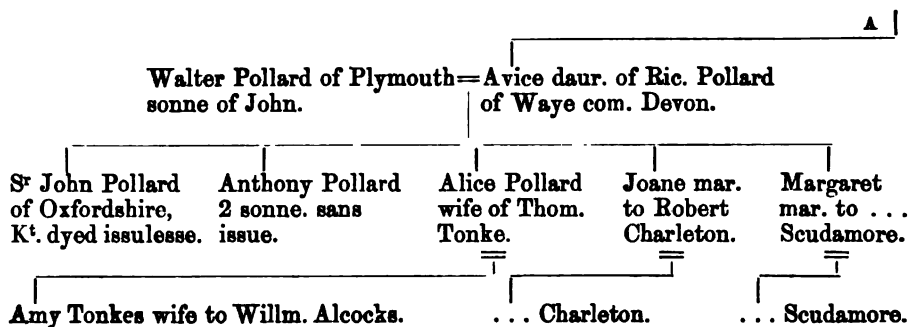 A
Walter Pollard of Plymouth=Avice daur. of Ric. Pollard
sonne of John. of Waye com. Devon.
Sr John Pollard
of Oxfordshire,
Kt. dyed issulesse.
Anthony Pollard
2 sonne. sans
issue.
Alice Pollard
wife of Thom.
Tonke.
Joane mar.
to Robert
Charleton.
Margaret
mar. to ...
Scudamore.
Amy Tonkes wife to Willm. Alcocks.
... Charleton.
... Scudamore.